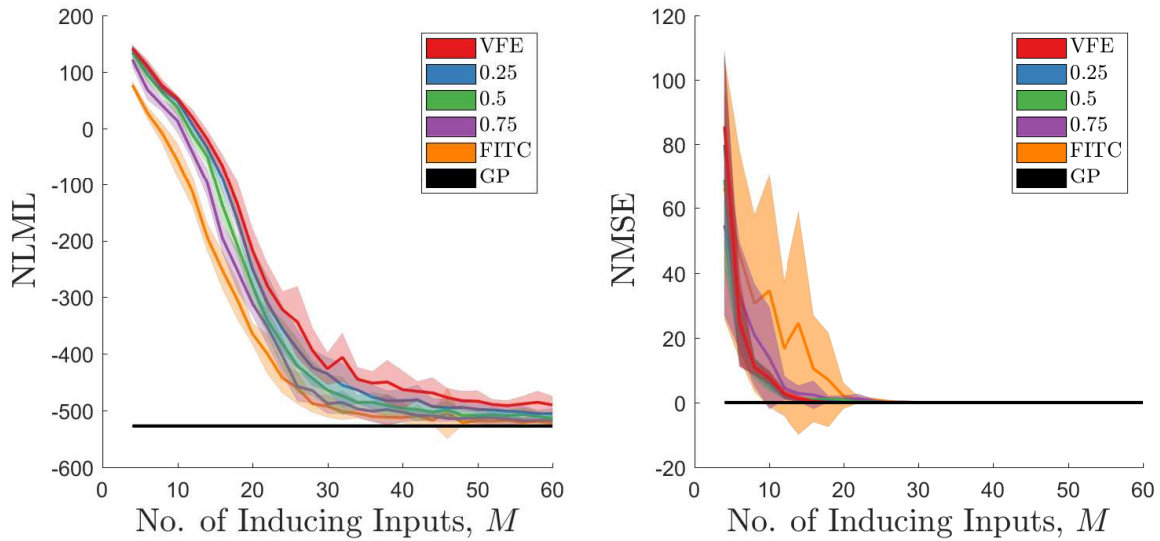 200
100
0
-100
-200
-300
-400
-500
-600
NLML
0 10 20 30 40 50 60
No. of Inducing Inputs, M
VFE
0.25
0.5
0.75
FITC
GP
120
100
80
60
40
20
0
-20
NMSE
0 10 20 30 40 50 60
No. of Inducing Inputs, M
VFE
0.25
0.5
0.75
FITC
GP